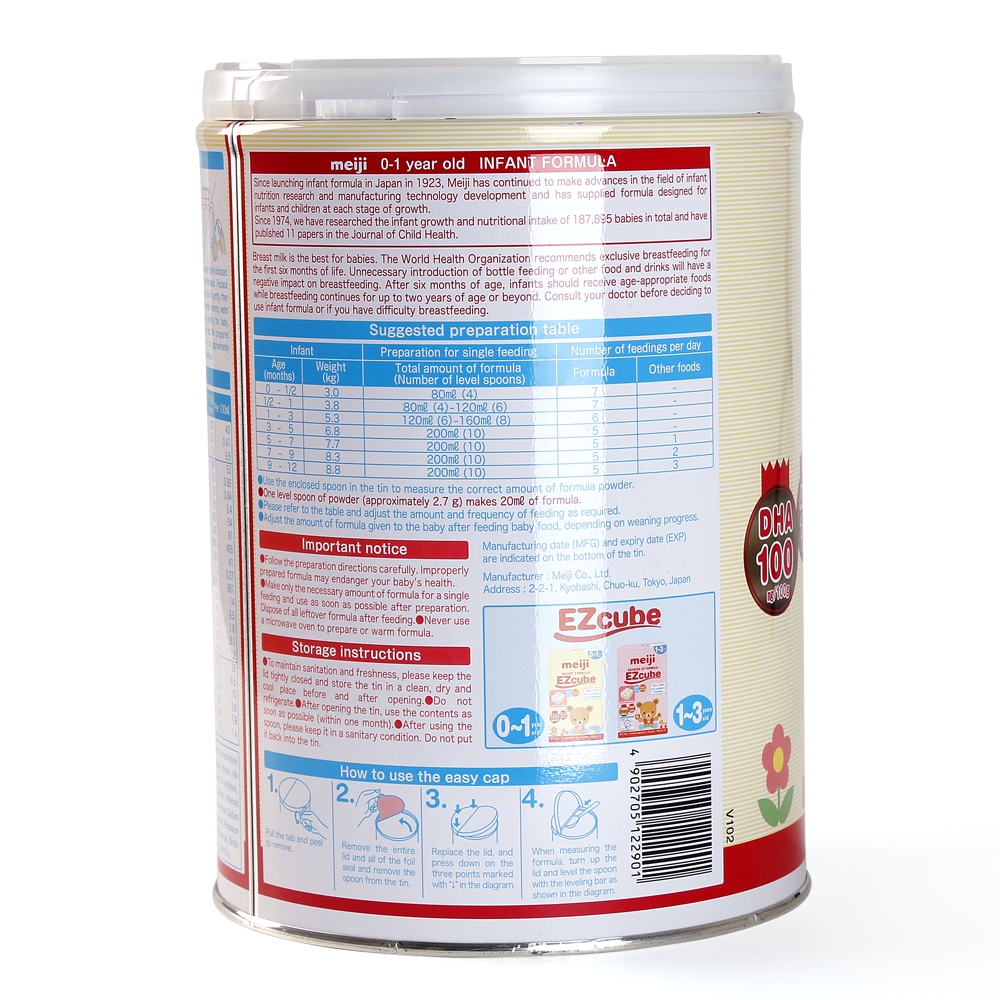 meiji 0-1 year old INFANT FORMULA
Since launching infant formula in Japan in 1923, Meiji has continued to make advances in the field of infant
nutrition research and manufacturing technology development and has supplied formula designed for
infants and children at each stage of growth.
Since 1974, we have researched the infant growth and nutritional intake of 187,895 babies in total and have
published 11 papers in the Journal of Child Health.
Breast milk is the best for babies. The World Health Organization recommends exclusive breastfeeding for
the first six months of life. Unnecessary introduction of bottle feeding or other food and drinks will have a
negative impact on breastfeeding. After six months of age, infants should receive age-appropriate foods
while breastfeeding continues for up to two years of age or beyond. Consult your doctor before deciding to
use infant formula or if you have difficulty breastfeeding.
Suggested preparation table
Infant Preparation for single feeding Number of feedings per day
Age (months) Weight (kg) Total amount of formula (Number of level spoons) Formula Other foods
0 - 1/2 3.0 80mℓ (4) 7 -
1/2 - 1 3.8 80mℓ (4)-120mℓ (6) 7 -
1 - 3 5.3 120mℓ (6)-160mℓ (8) 6 -
3 - 5 6.8 200mℓ (10) 5 -
5 - 7 7.7 200mℓ (10) 5 1
7 - 9 8.3 200mℓ (10) 5 2
9 - 12 8.8 200mℓ (10) 5 3
●Use the enclosed spoon in the tin to measure the correct amount of formula powder.
●One level spoon of powder (approximately 2.7 g) makes 20mℓ of formula.
●Please refer to the table and adjust the amount and frequency of feeding as required.
●Adjust the amount of formula given to the baby after feeding baby food, depending on weaning progress.
Important notice
●Follow the preparation directions carefully. Improperly
prepared formula may endanger your baby's health.
●Make only the necessary amount of formula for a single
feeding and use as soon as possible after preparation.
Dispose of all leftover formula after feeding.●Never use
a microwave oven to prepare or warm formula.
Storage instructions
●To maintain sanitation and freshness, please keep the
lid tightly closed and store the tin in a clean, dry and
cool place before and after opening.●Do not
refrigerate.●After opening the tin, use the contents as
soon as possible (within one month).●After using the
spoon, please keep it in a sanitary condition. Do not put
it back into the tin.
Manufacturing date (MFG) and expiry date (EXP)
are indicated on the bottom of the tin.
Manufacturer : Meiji Co., Ltd.
Address : 2-2-1, Kyobashi, Chuo-ku, Tokyo, Japan
EZcube
meiji
INFANT FORMULA
EZcube
0~1 year old
meiji
EZcube
1-3
1~3 years old
How to use the easy cap
1.
Pull the tab and peel
to remove.
2.
Remove the entire
lid and all of the foil
seal and remove the
spoon from the tin.
3.
Replace the lid, and
press down on the
three points marked
with "↓" in the diagram.
4.
When measuring the
formula, turn up the
lid and level the spoon
with the leveling bar as
shown in the diagram.
4 902705 122901
V102
DHA
100
mg/100g